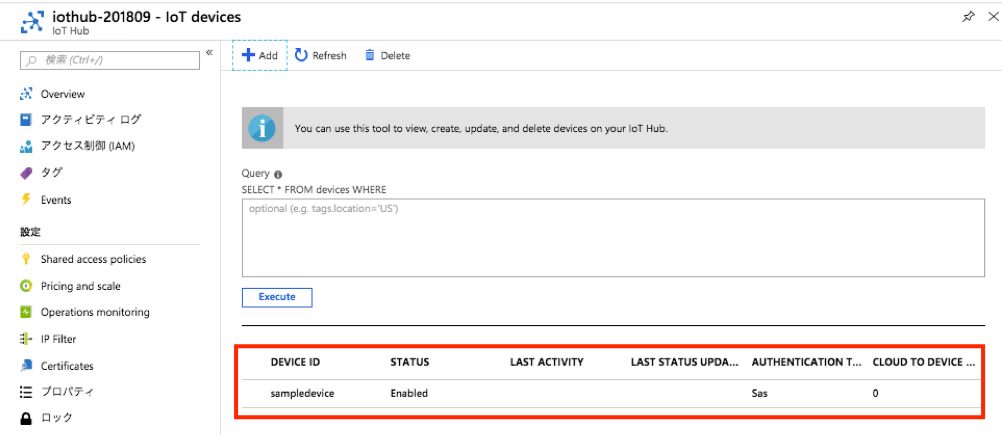 iothub-201809 - IoT devices
IoT Hub
検索 (Ctrl+/)
Overview
アクティビティ ログ
アクセス制御 (IAM)
タグ
Events
設定
Shared access policies
Pricing and scale
Operations monitoring
IP Filter
Certificates
プロパティ
ロック
Add Refresh Delete
You can use this tool to view, create, update, and delete devices on your IoT Hub.
Query
SELECT * FROM devices WHERE
optional (e.g. tags.location='US')
Execute
DEVICE ID STATUS LAST ACTIVITY LAST STATUS UPDA... AUTHENTICATION T... CLOUD TO DEVICE ...
sampledevice Enabled Sas 0